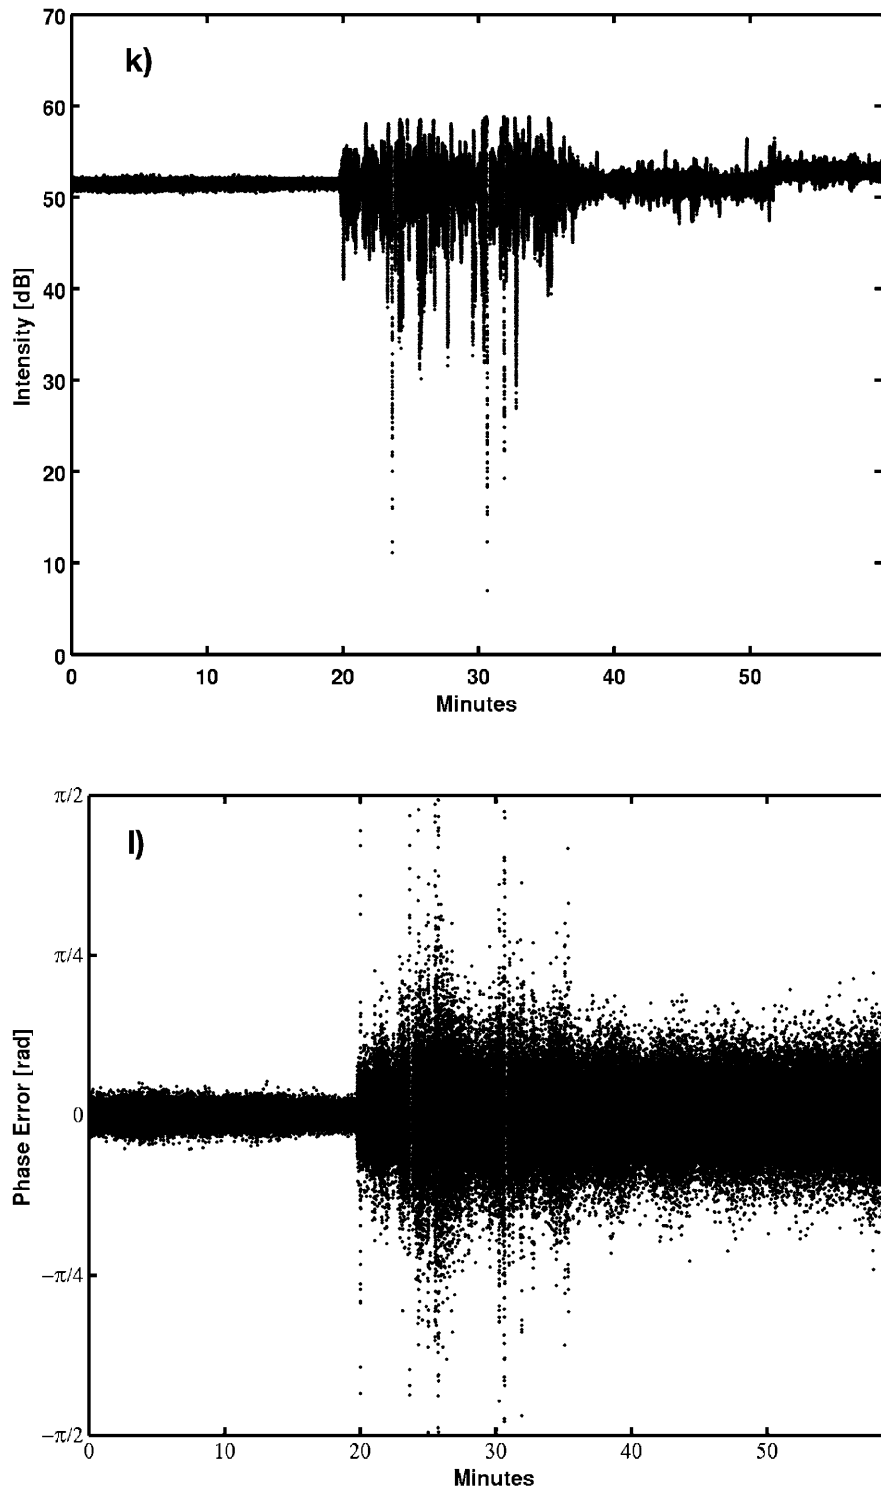 70
k)
60
50
40
30
20
10
0
Intensity [dB]
0 10 20 30 40 50
Minutes
π/2
l)
π/4
0
−π/4
−π/2
Phase Error [rad]
0 10 20 30 40 50
Minutes